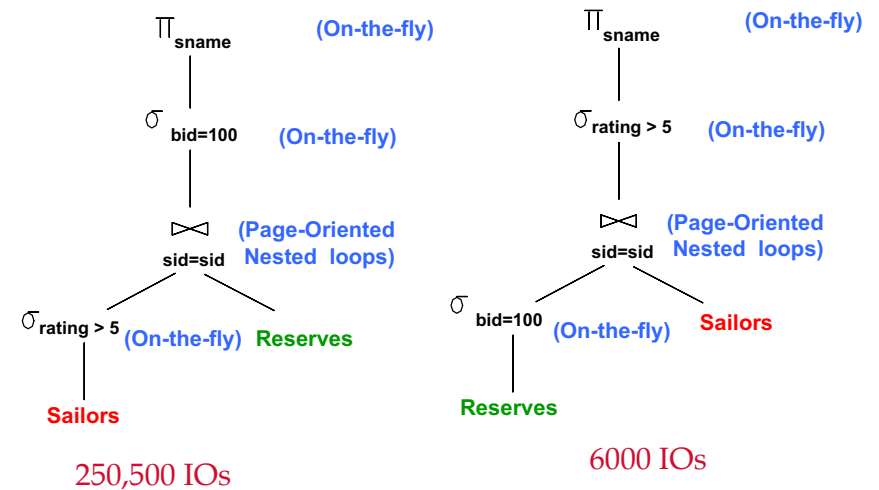 π sname (On-the-fly)
σ bid=100 (On-the-fly)
⋈ (Page-Oriented
sid=sid Nested loops)
σ rating > 5 (On-the-fly) Reserves
Sailors
250,500 IOs
π sname (On-the-fly)
σ rating > 5 (On-the-fly)
⋈ (Page-Oriented
sid=sid Nested loops)
σ bid=100 (On-the-fly) Sailors
Reserves
6000 IOs